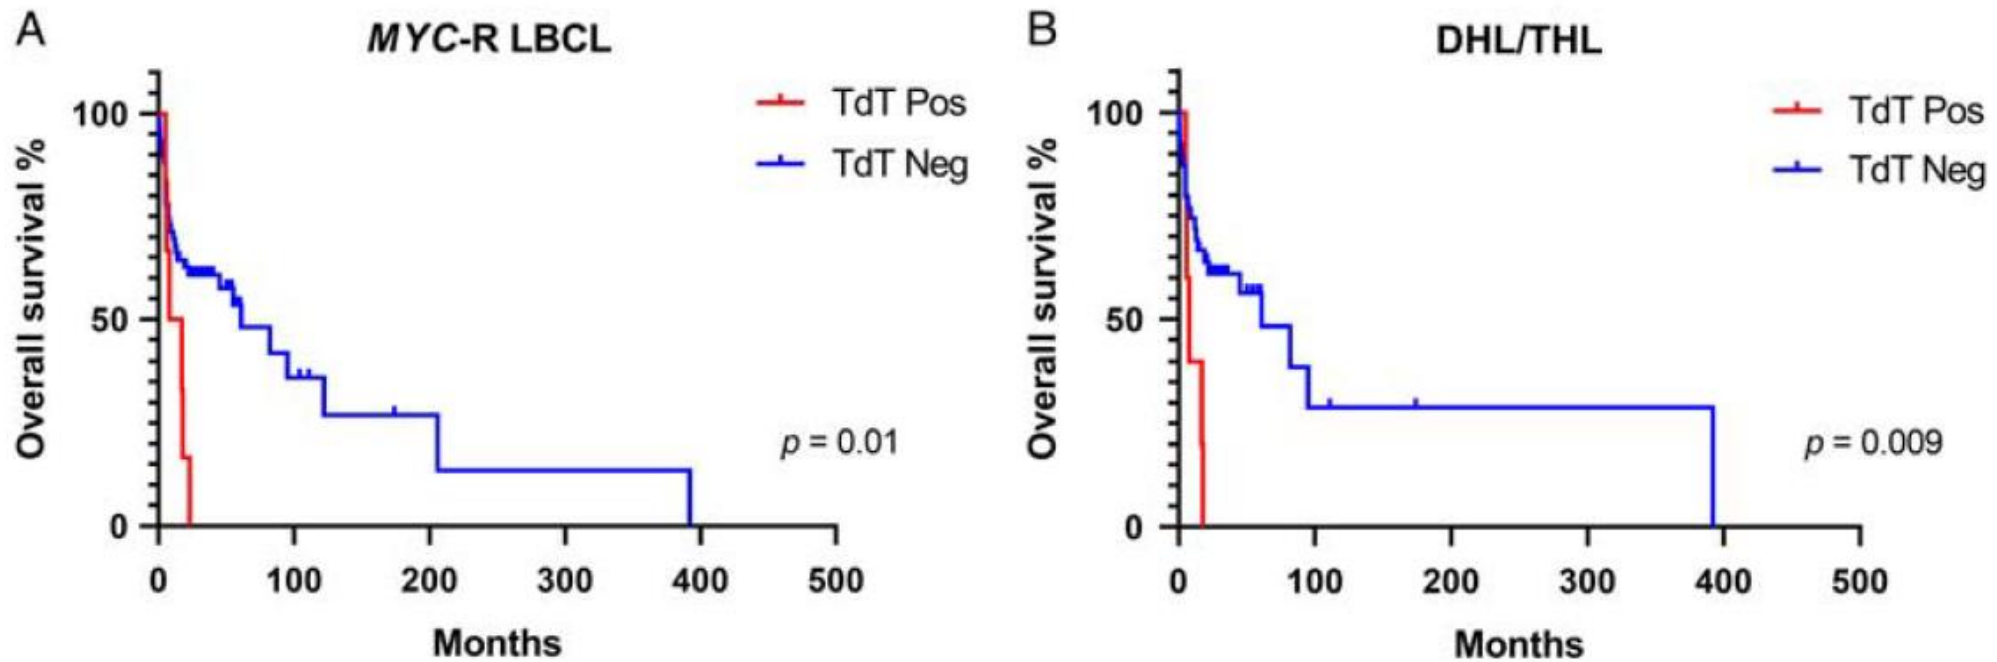 A
MYC-R LBCL
Overall survival %
100
50
0
0 100 200 300 400 500
Months
TdT Pos
TdT Neg
p = 0.01
B
DHL/THL
Overall survival %
100
50
0
0 100 200 300 400 500
Months
TdT Pos
TdT Neg
p = 0.009